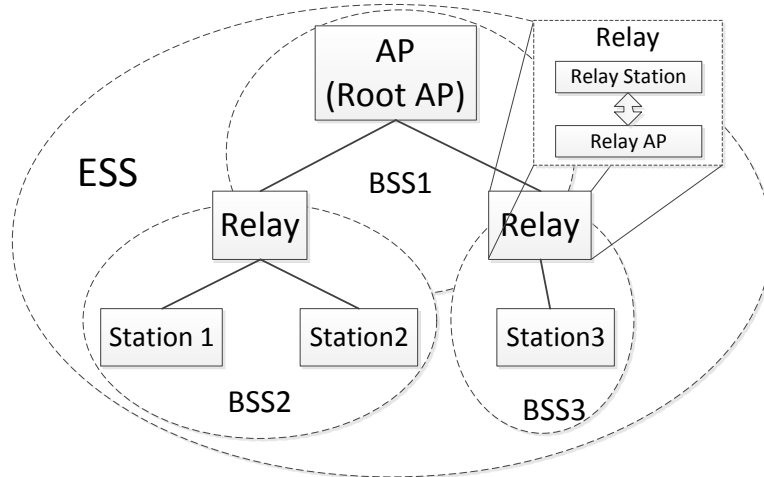 AP
(Root AP)
Relay
Relay Station
Relay AP
ESS
BSS1
Relay
Relay
Station 1
Station2
Station3
BSS2
BSS3